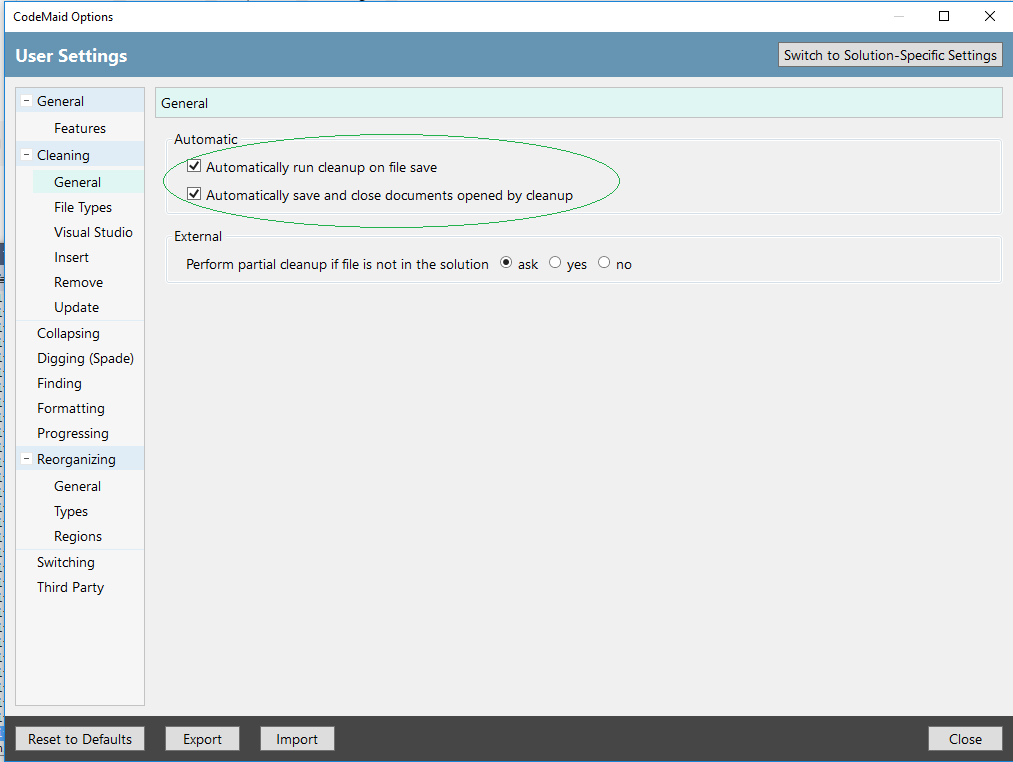 CodeMaid Options
User Settings
Switch to Solution-Specific Settings
General
Features
Cleaning
General
File Types
Visual Studio
Insert
Remove
Update
Collapsing
Digging (Spade)
Finding
Formatting
Progressing
Reorganizing
General
Types
Regions
Switching
Third Party
General
Automatic
Automatically run cleanup on file save
Automatically save and close documents opened by cleanup
External
Perform partial cleanup if file is not in the solution ask yes no
Reset to Defaults Export Import Close